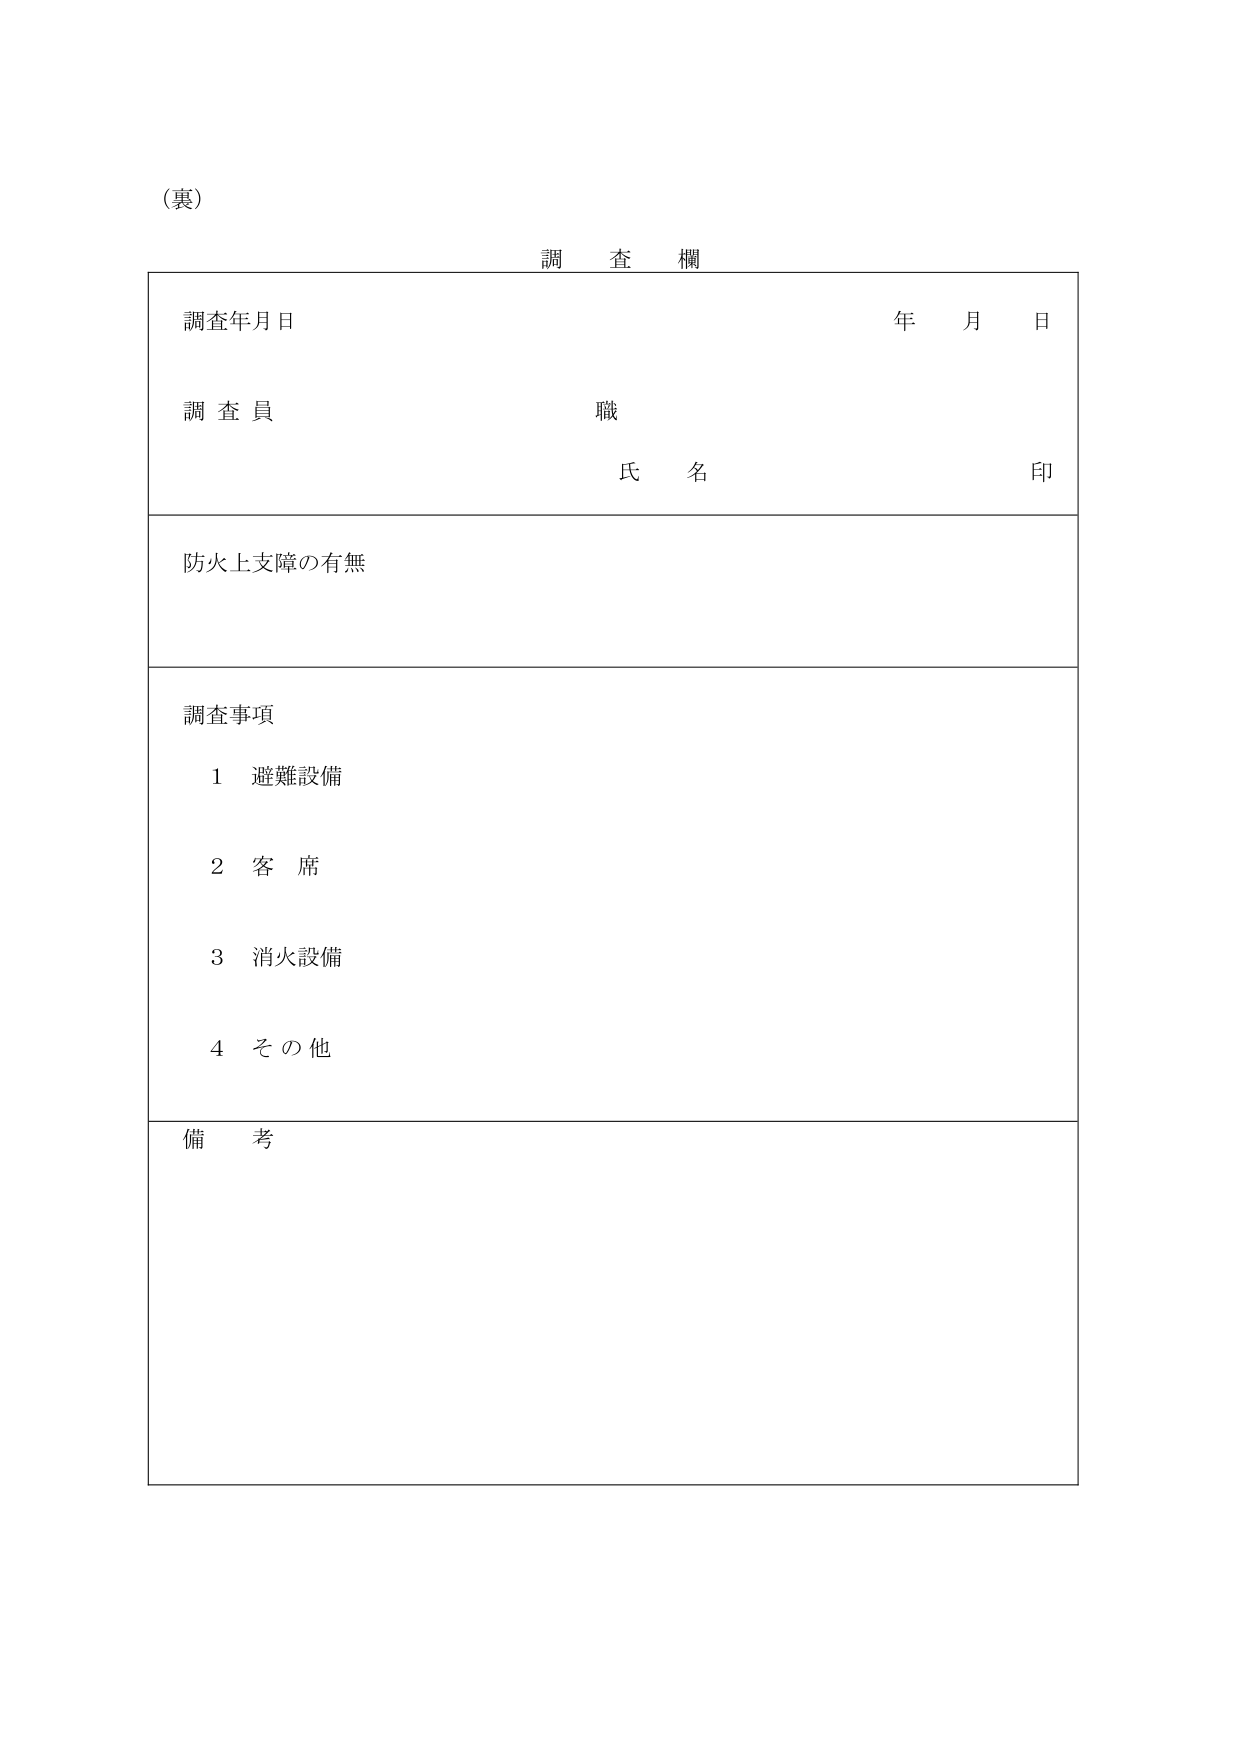 （裏）
調　査　欄
調査年月日　年　月　日
調 査 員　職
氏　名　印
防火上支障の有無
調査事項
１　避難設備
２　客　席
３　消火設備
４　そ の 他
備　考